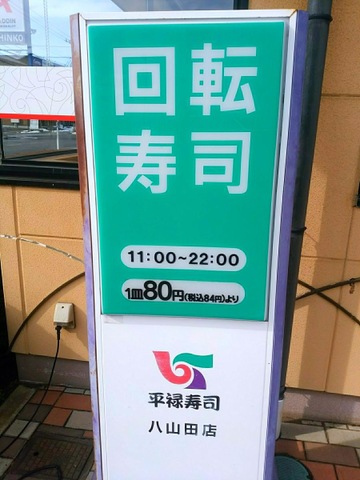 回転
寿司
11:00~22:00
1皿80円(税込84円)より
平禄寿司
八山田店